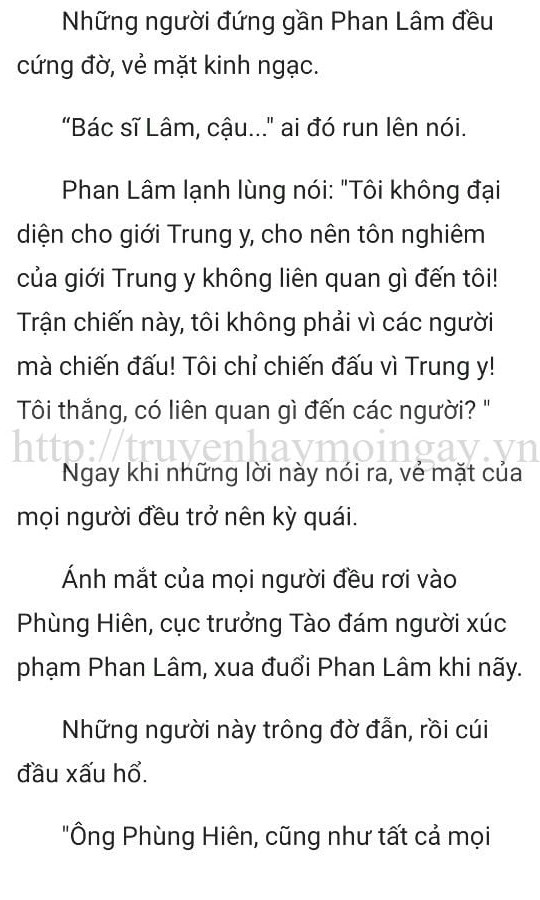 Những người đứng gần Phan Lâm đều
cứng đờ, vẻ mặt kinh ngạc.
“Bác sĩ Lâm, cậu..." ai đó run lên nói.
Phan Lâm lạnh lùng nói: "Tôi không đại
diện cho giới Trung y, cho nên tôn nghiêm
của giới Trung y không liên quan gì đến tôi!
Trận chiến này, tôi không phải vì các người
mà chiến đấu! Tôi chỉ chiến đấu vì Trung y!
Tôi thắng, có liên quan gì đến các người? "
http://truyenhaymoingay.vn
Ngay khi những lời này nói ra, vẻ mặt của
mọi người đều trở nên kỳ quái.
Ánh mắt của mọi người đều rơi vào
Phùng Hiên, cục trưởng Tào đám người xúc
phạm Phan Lâm, xua đuổi Phan Lâm khi nãy.
Những người này trông đờ đẫn, rồi cúi
đầu xấu hổ.
"Ông Phùng Hiên, cũng như tất cả mọi